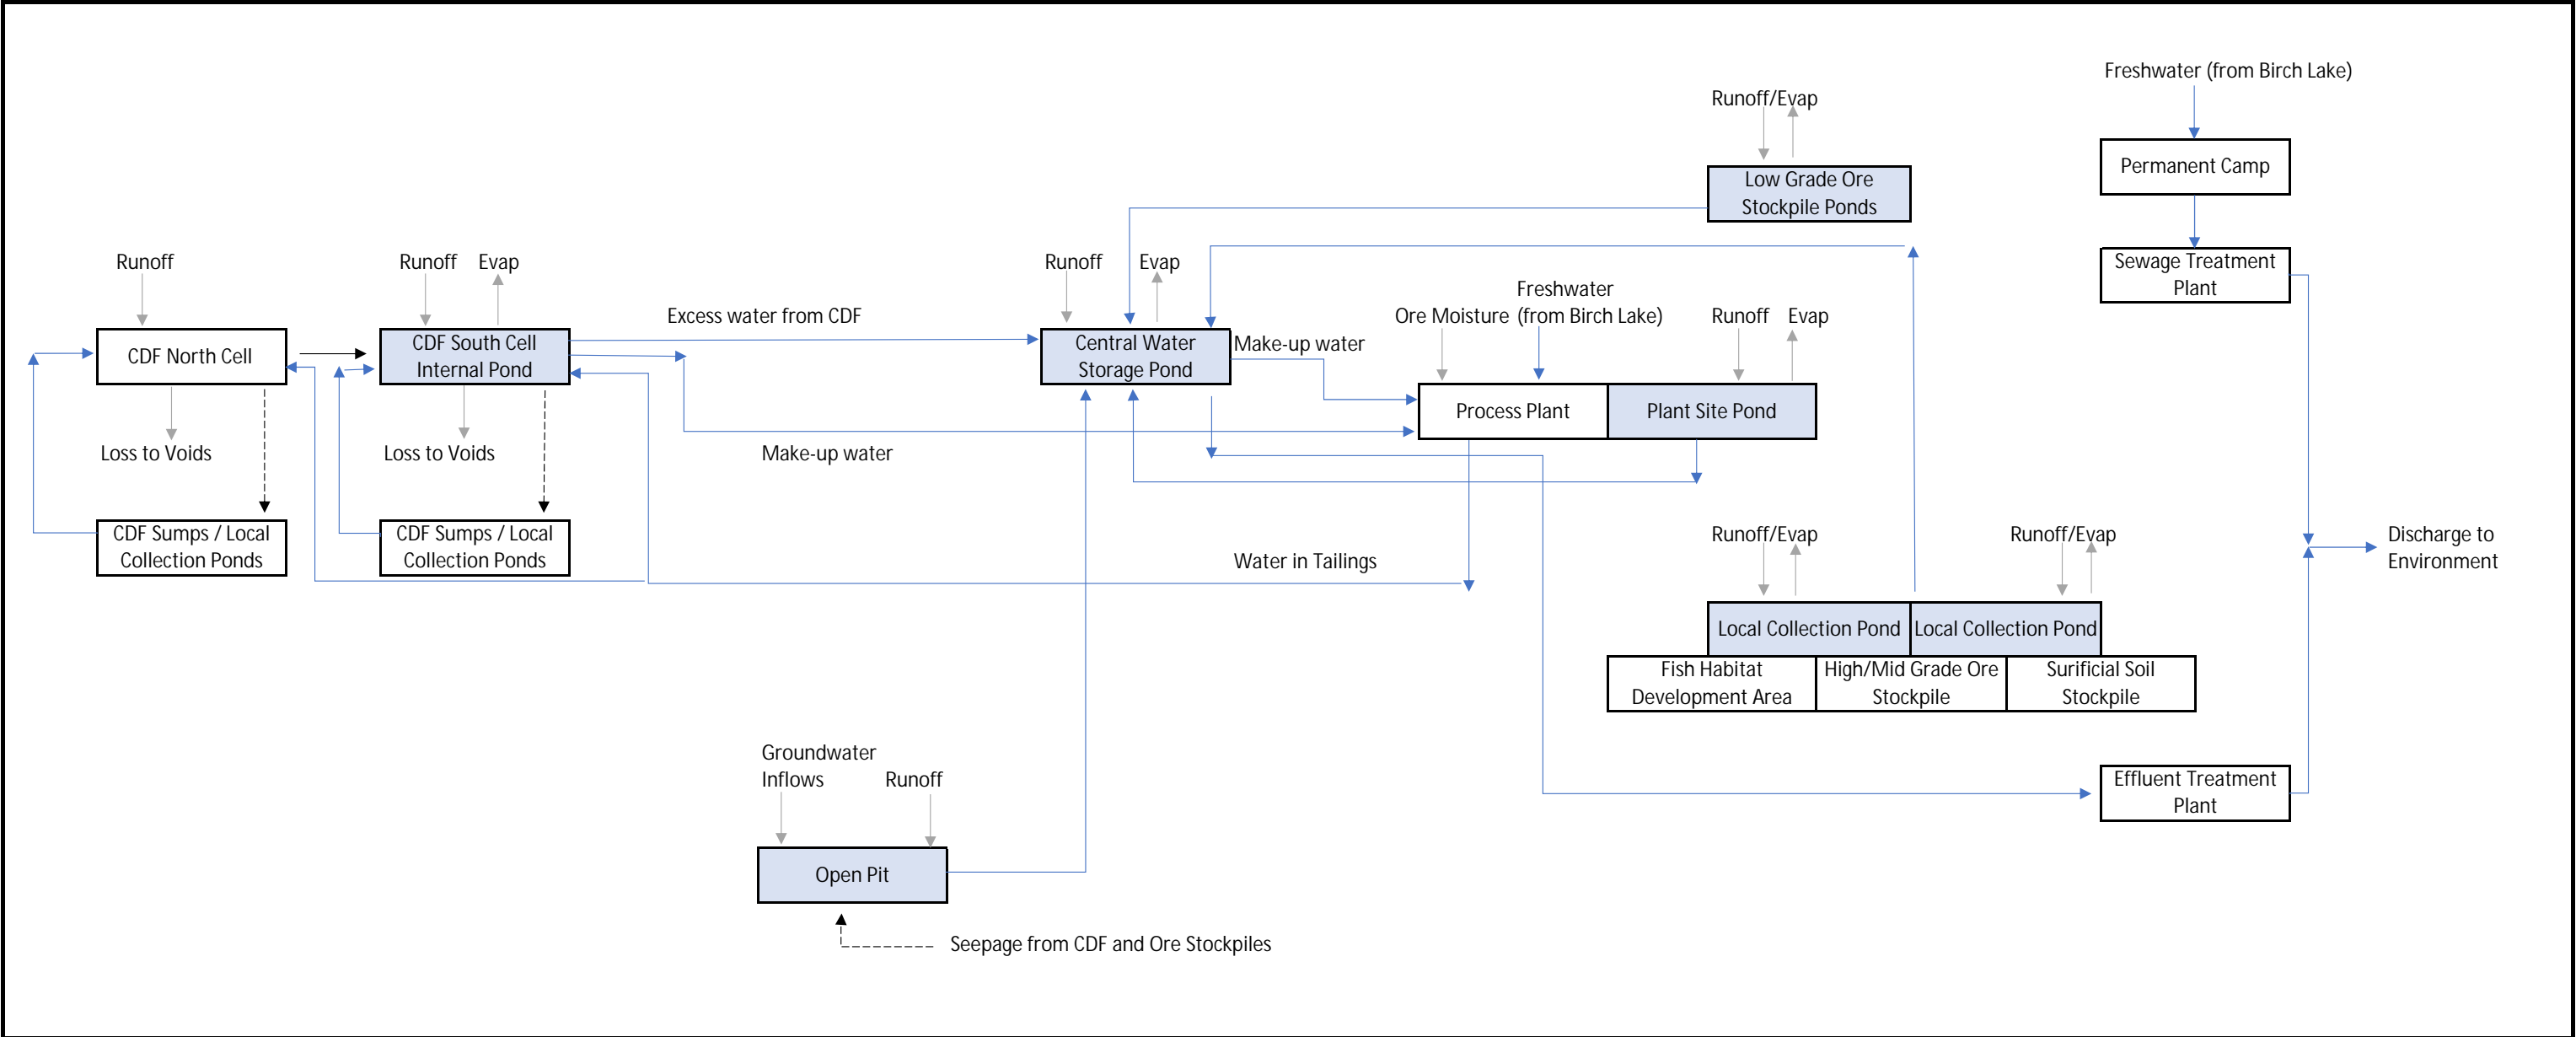 Freshwater (from Birch Lake)
Runoff/Evap
Permanent Camp
Low Grade Ore
Stockpile Ponds
Runoff
Runoff
Evap
Runoff
Evap
Sewage Treatment
Plant
Excess water from CDF
Freshwater
Ore Moisture
(from Birch Lake)
Runoff
Evap
CDF North Cell
CDF South Cell
Internal Pond
Central Water
Storage Pond
Make-up water
Process Plant
Plant Site Pond
Loss to Voids
Loss to Voids
Make-up water
CDF Sumps / Local
Collection Ponds
CDF Sumps / Local
Collection Ponds
Water in Tailings
Runoff/Evap
Runoff/Evap
Discharge to
Environment
Local Collection Pond
Local Collection Pond
Fish Habitat
Development Area
High/Mid Grade Ore
Stockpile
Surificial Soil
Stockpile
Groundwater
Inflows
Runoff
Effluent Treatment
Plant
Open Pit
Seepage from CDF and Ore Stockpiles